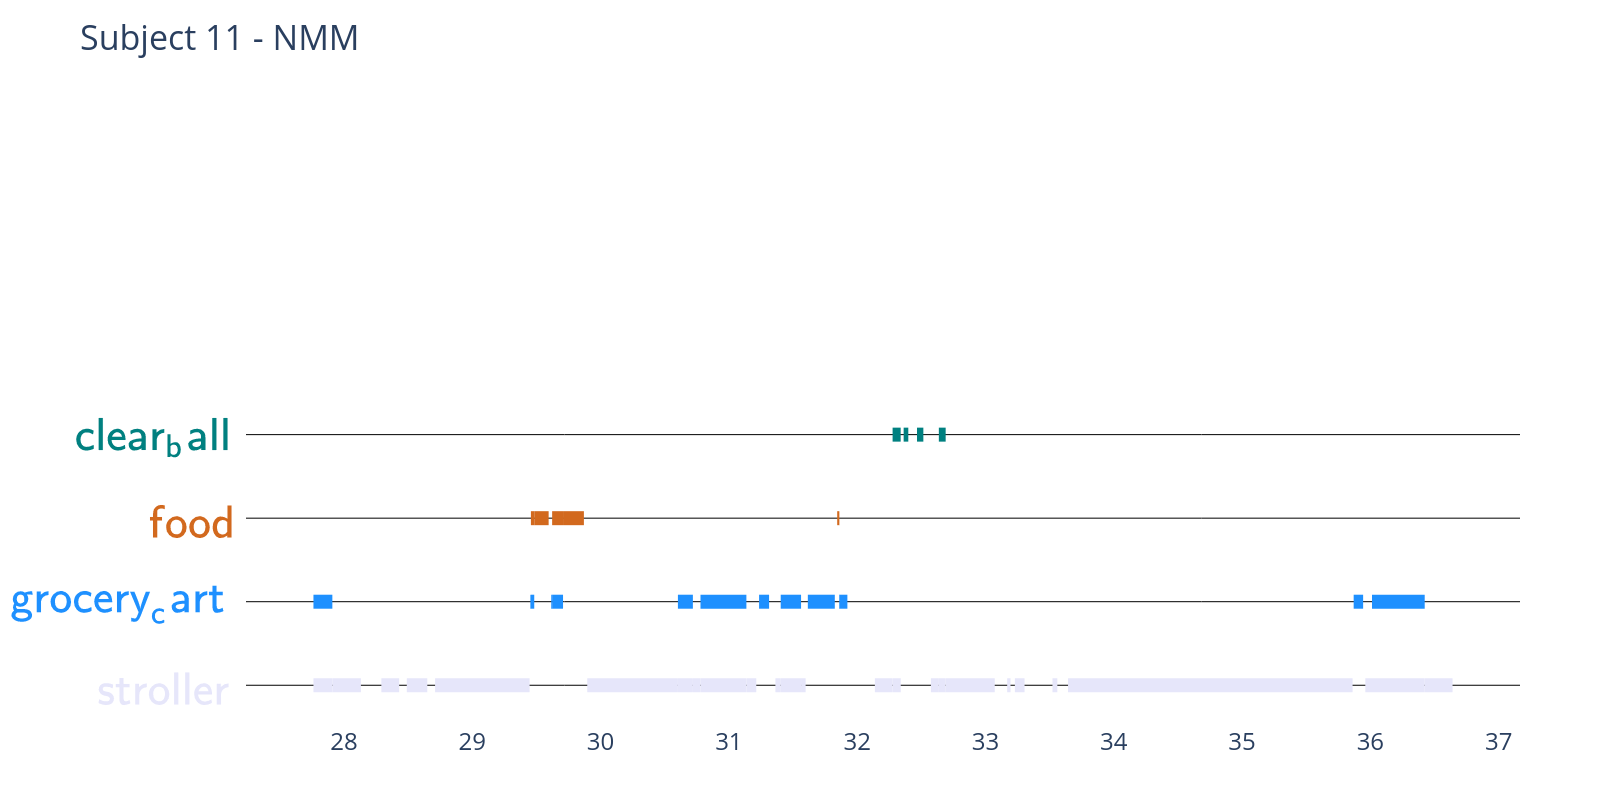 Subject 11 - NMM
clear_ball
food
grocery_cart
stroller
28 29 30 31 32 33 34 35 36 37